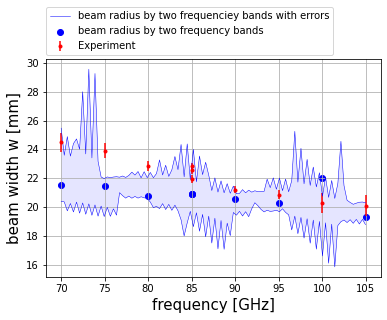 beam radius by two frequenciey bands with errors
beam radius by two frequency bands
Experiment
beam width w [mm]
30
28
26
24
22
20
18
16
70 75 80 85 90 95 100 105
frequency [GHz]